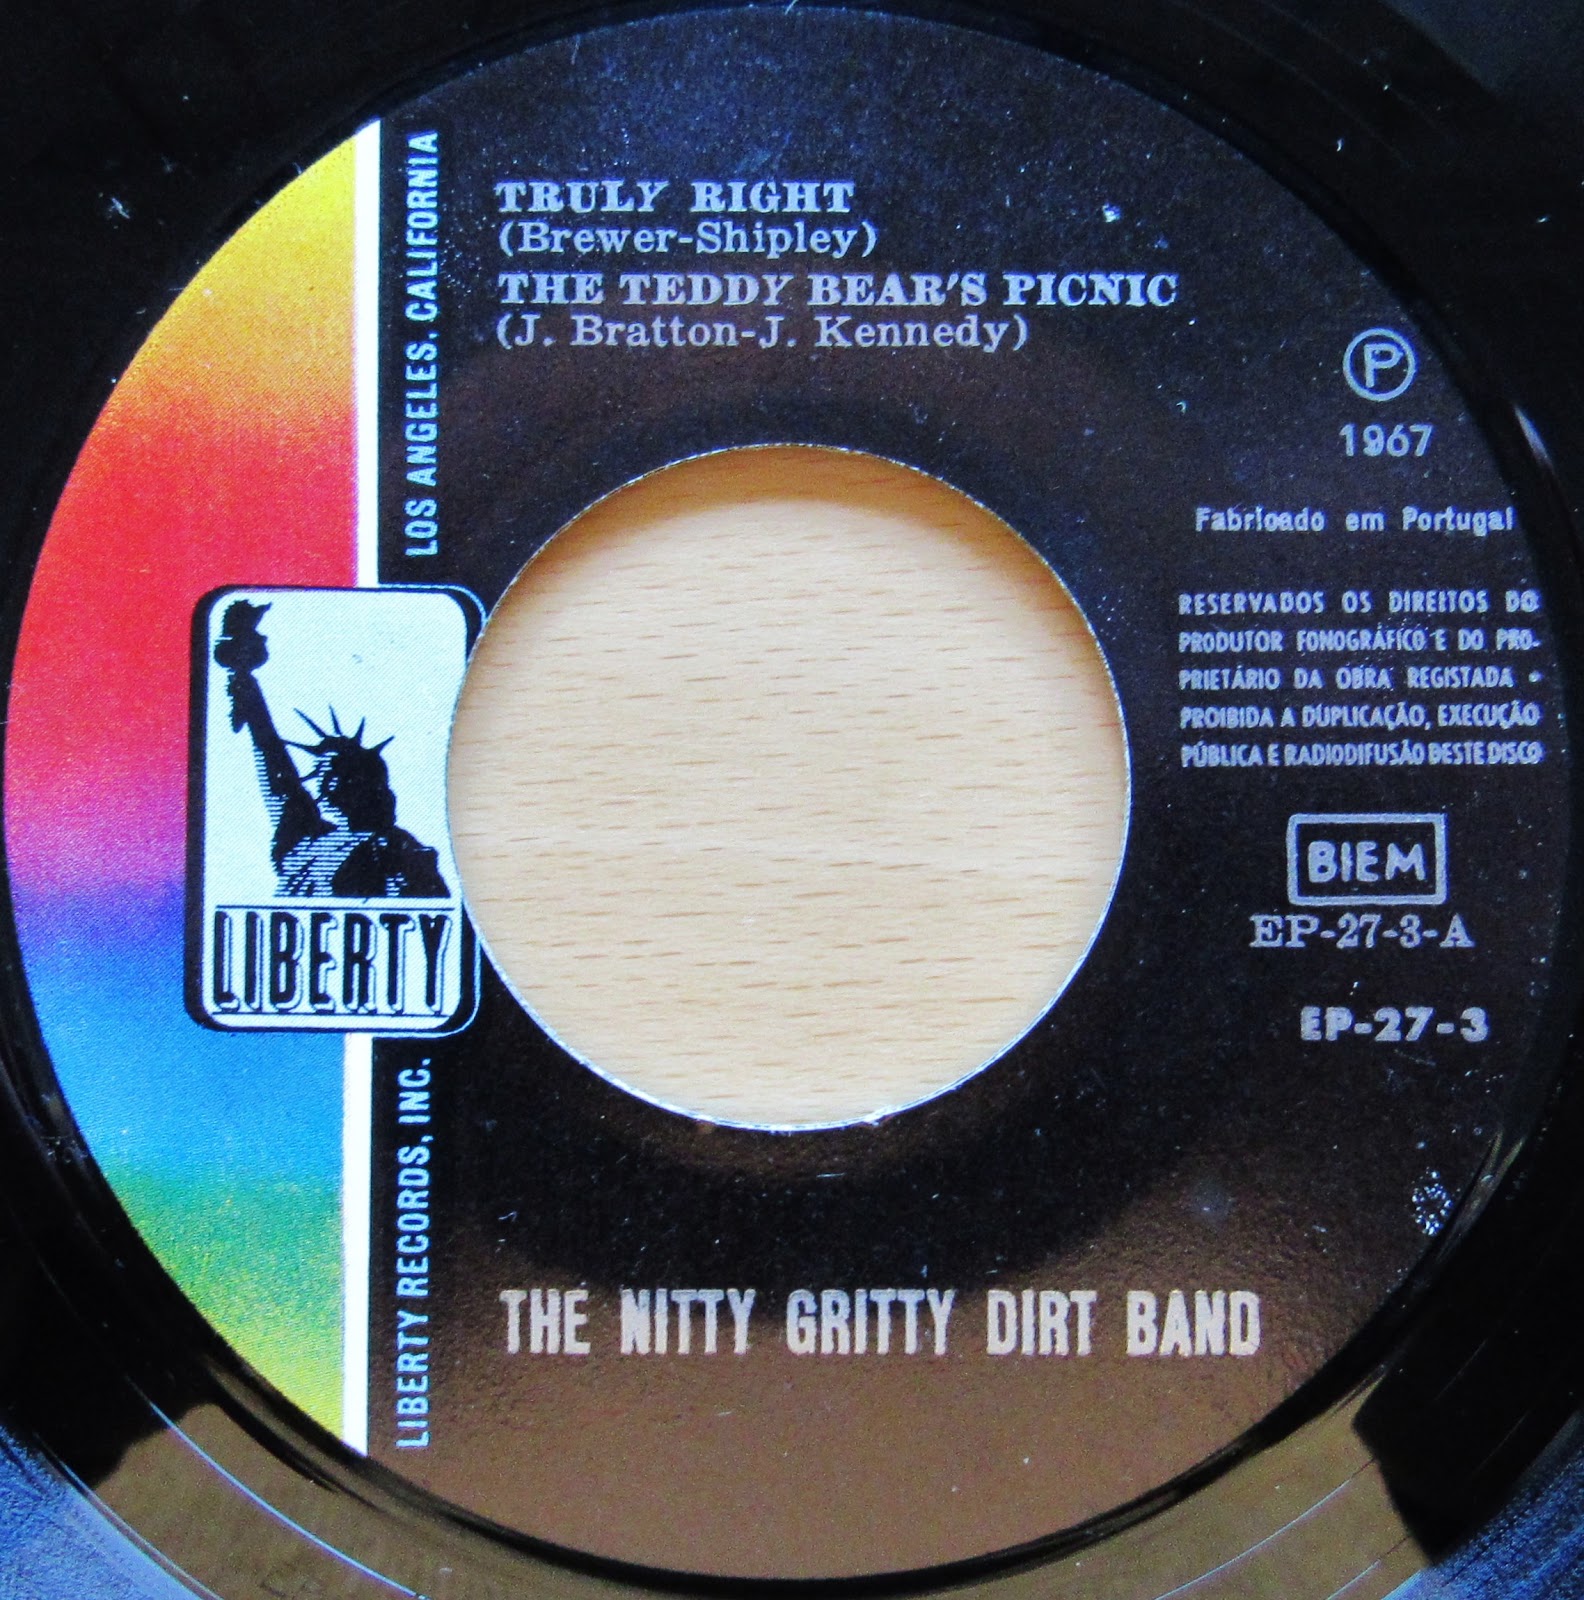 TRULY RIGHT
(Brewer-Shipley)
THE TEDDY BEAR'S PICNIC
(J. Bratton-J. Kennedy)
LOS ANGELES, CALIFORNIA
P
1967
Fabricado em Portugal
RESERVADOS OS DIREITOS DO
PRODUTOR FONOGRÁFICO E DO PRO-
PRIETÁRIO DA OBRA REGISTADA •
PROIBIDA A DUPLICAÇÃO, EXECUÇÃO
PÚBLICA E RADIODIFUSÃO DESTE DISCO
BIEM
EP-27-3-A
EP-27-3
LIBERTY
LIBERTY RECORDS, INC.
THE NITTY GRITTY DIRT BAND